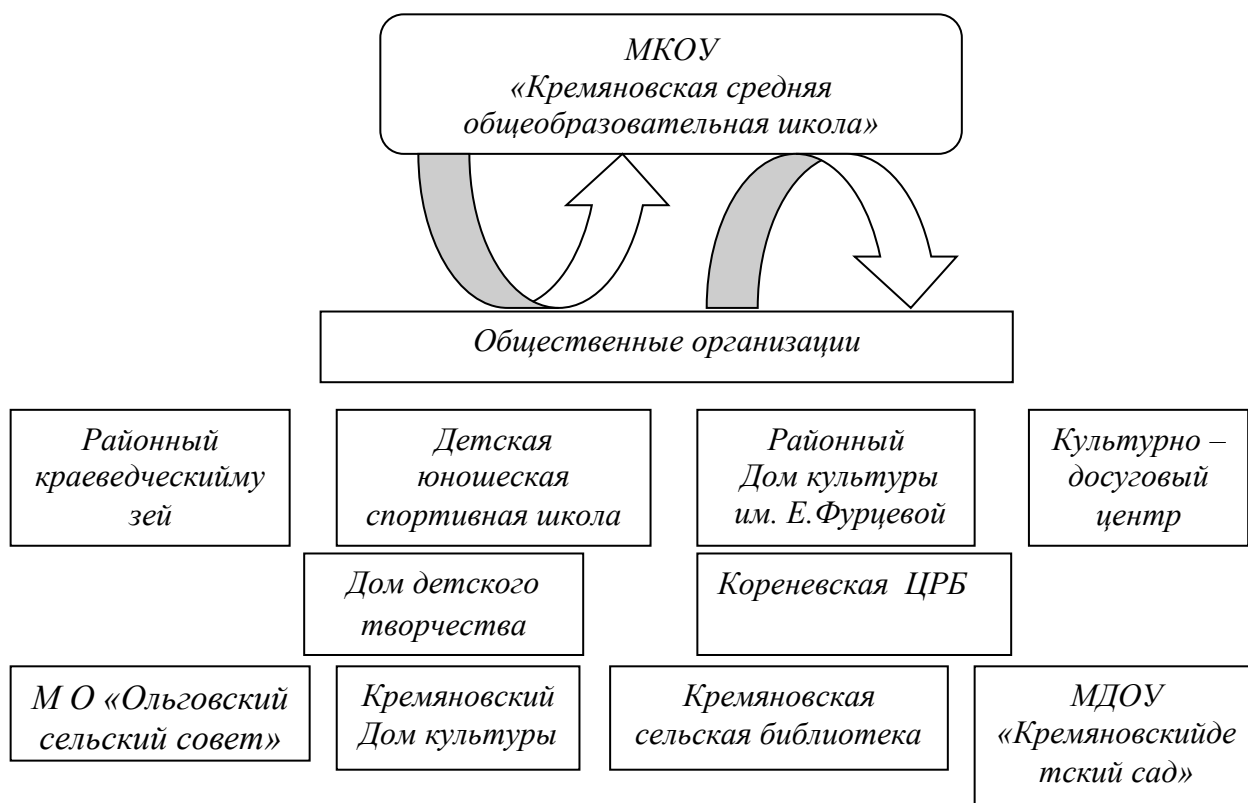 МКОУ
«Кремяновская средняя
общеобразовательная школа»
Общественные организации
Районный
краеведческийму
зей
Детская
юношеская
спортивная школа
Районный
Дом культуры
им. Е.Фурцевой
Культурно –
досуговый
центр
Дом детского
творчества
Кореневская ЦРБ
М О «Ольговский
сельский совет»
Кремяновский
Дом культуры
Кремяновская
сельская библиотека
МДОУ
«Кремяновскийде
тский сад»